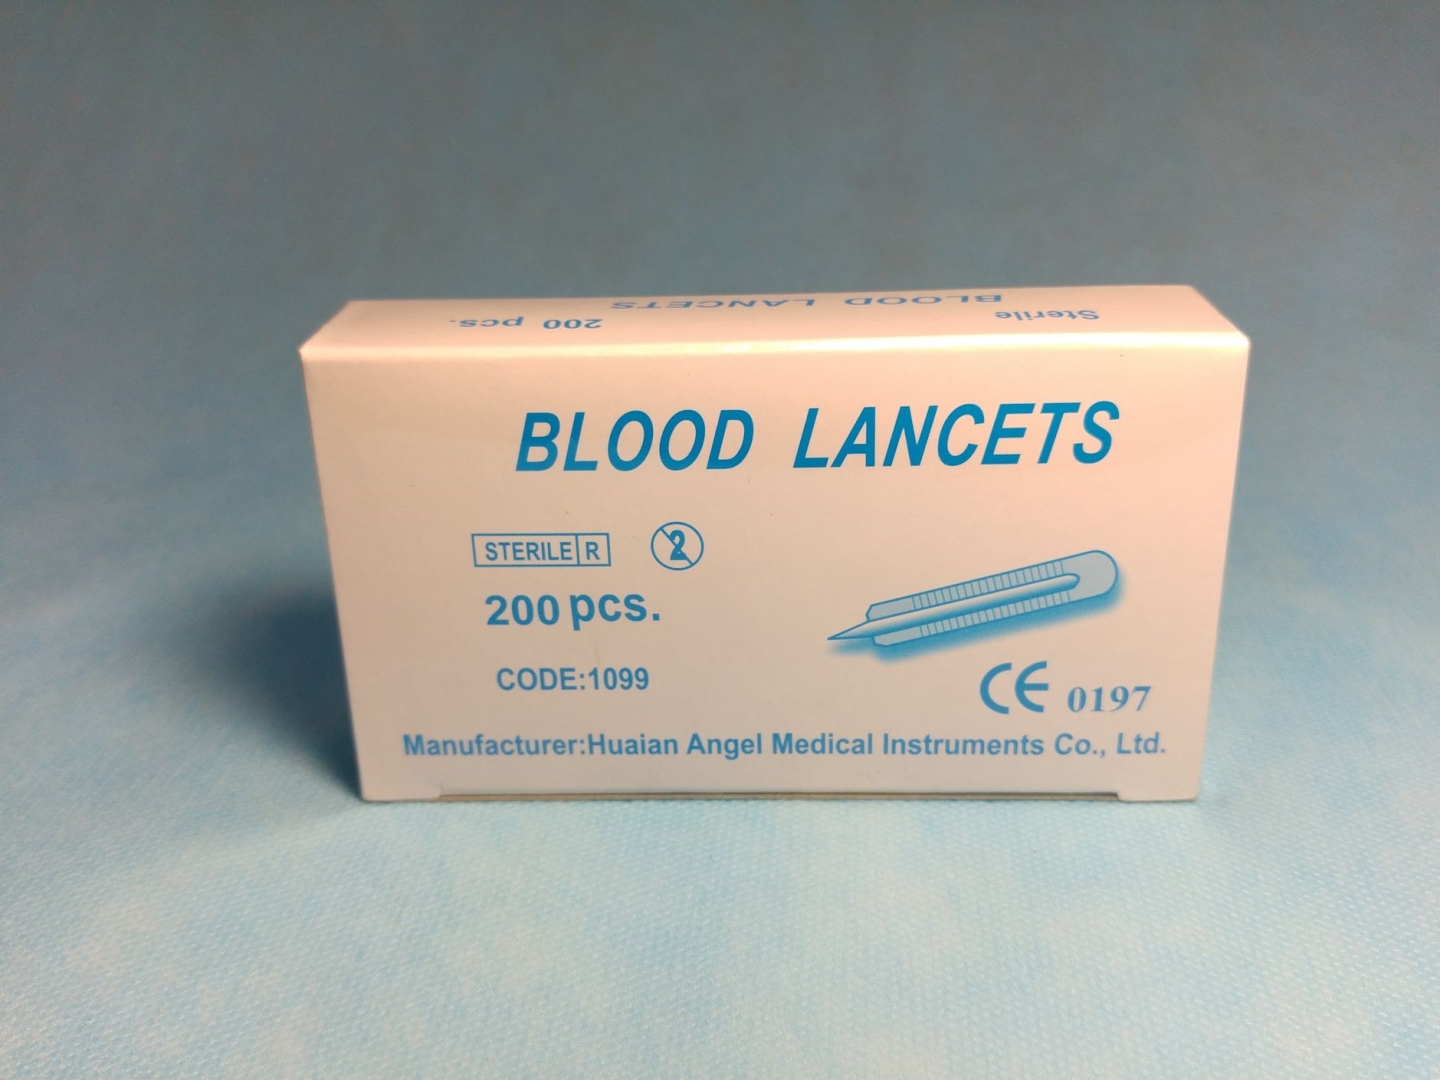 Sterile
BLOOD LANCETS
200 pcs.
BLOOD LANCETS
STERILE R
2
200 pcs.
CODE:1099
CE 0197
Manufacturer:Huaian Angel Medical Instruments Co., Ltd.